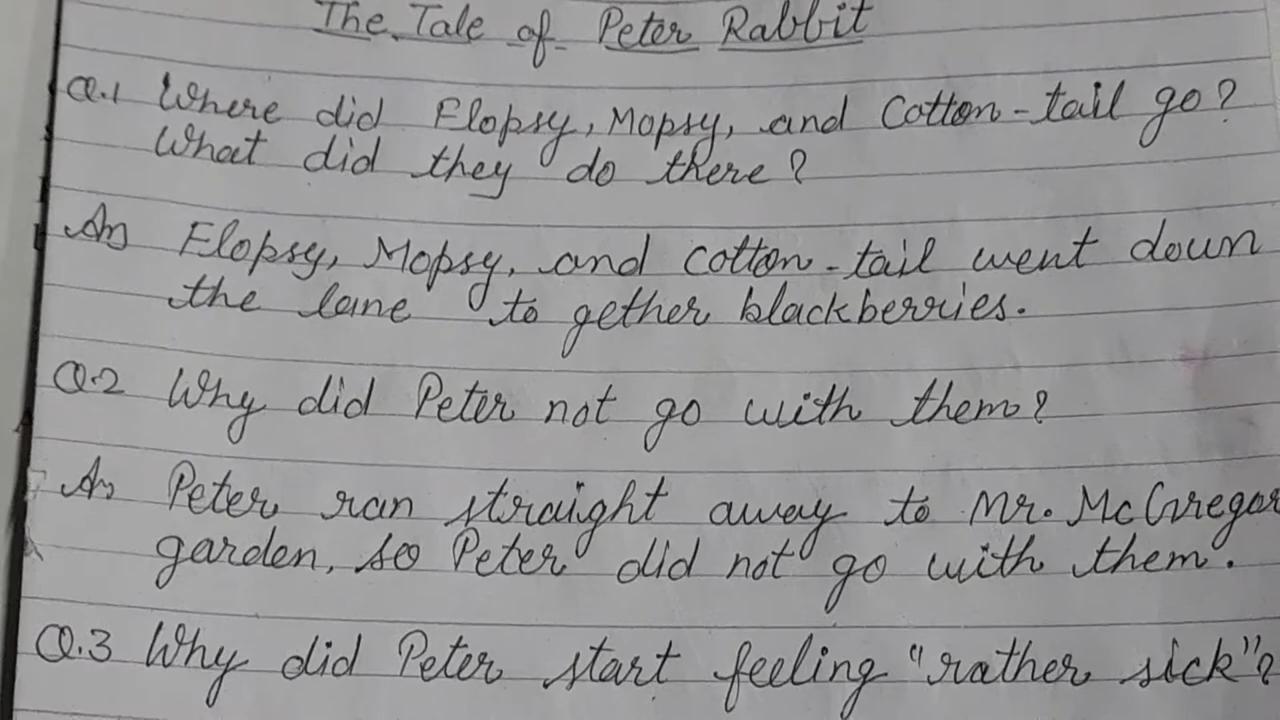 The Tale of Peter Rabbit
Q.1 Where did Flopsy, Mopsy, and Cotton-tail go?
What did they do there?
An Flopsy, Mopsy, and Cotton-tail went down
the lane to gether blackberries.
Q.2 Why did Peter not go with them?
An Peter ran straight away to Mr. McGregor
garden, so Peter did not go with them.
Q.3 Why did Peter start feeling "rather sick"?